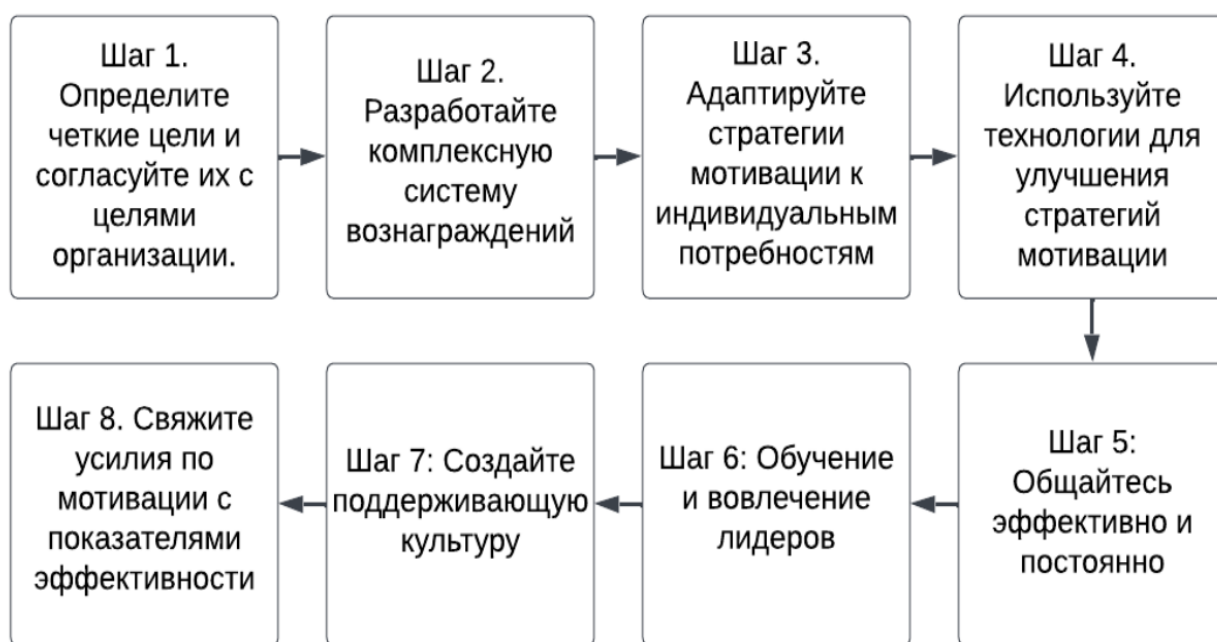 Шаг 1.
Определите
четкие цели и
согласуйте их с
целями
организации.
Шаг 2.
Разработайте
комплексную
систему
вознаграждений
Шаг 3.
Адаптируйте
стратегии
мотивации к
индивидуальным
потребностям
Шаг 4.
Используйте
технологии для
улучшения
стратегий
мотивации
Шаг 5:
Общайтесь
эффективно и
постоянно
Шаг 6: Обучение
и вовлечение
лидеров
Шаг 7: Создайте
поддерживающую
культуру
Шаг 8. Свяжите
усилия по
мотивации с
показателями
эффективности